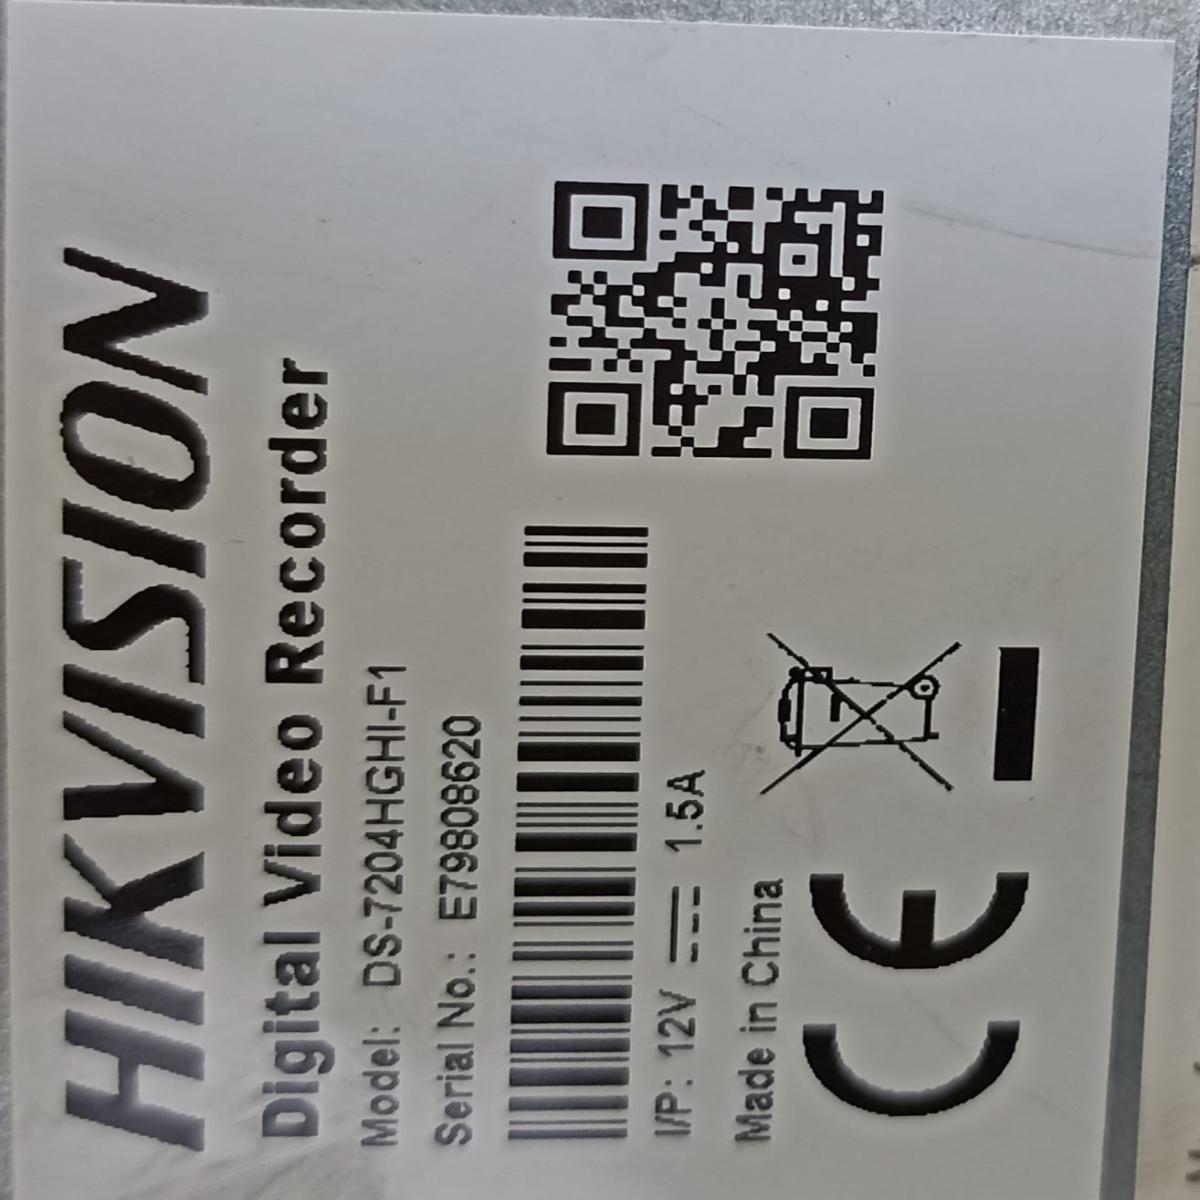 HIKVISION
Digital Video Recorder
Model: DS-7204HGHI-F1
Serial No.: E79808620
I/P: 12V ⎓ 1.5A
Made in China
CE